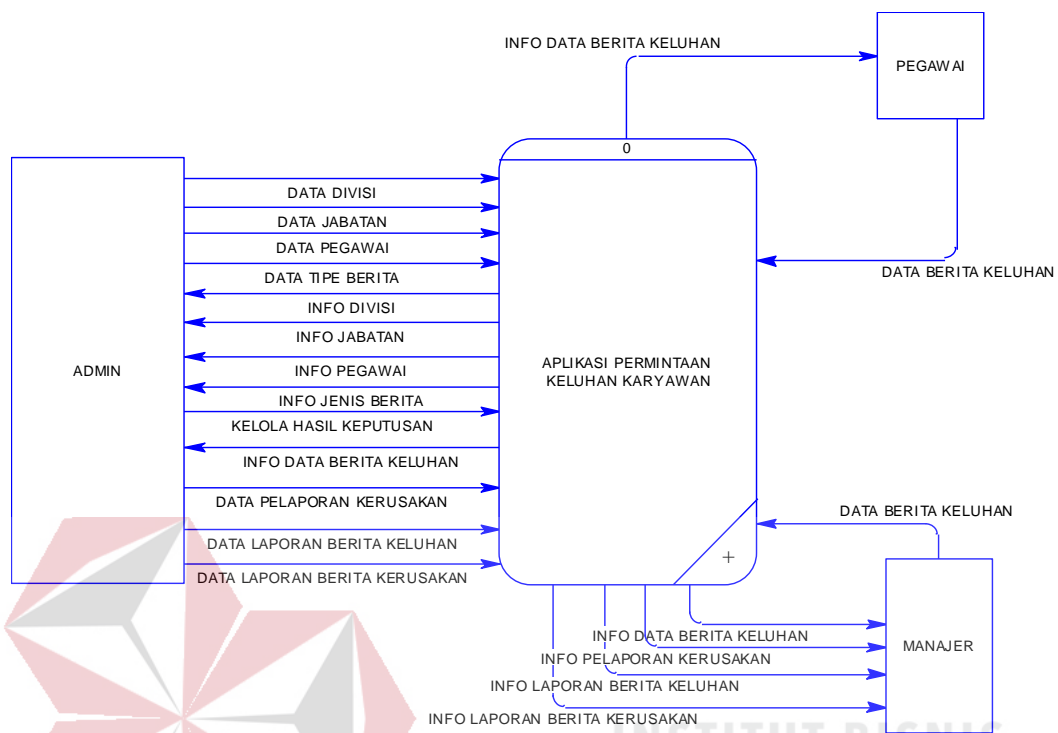 INFO DATA BERITA KELUHAN
PEGAWAI
0
DATA DIVISI
DATA JABATAN
DATA PEGAWAI
DATA TIPE BERITA
DATA BERITA KELUHAN
INFO DIVISI
INFO JABATAN
ADMIN
INFO PEGAWAI
APLIKASI PERMINTAAN
KELUHAN KARYAWAN
INFO JENIS BERITA
KELOLA HASIL KEPUTUSAN
INFO DATA BERITA KELUHAN
DATA PELAPORAN KERUSAKAN
DATA BERITA KELUHAN
DATA LAPORAN BERITA KELUHAN
+
DATA LAPORAN BERITA KERUSAKAN
INFO DATA BERITA KELUHAN
MANAJER
INFO PELAPORAN KERUSAKAN
INFO LAPORAN BERITA KELUHAN
INFO LAPORAN BERITA KERUSAKAN
INSTITUT BISNIS